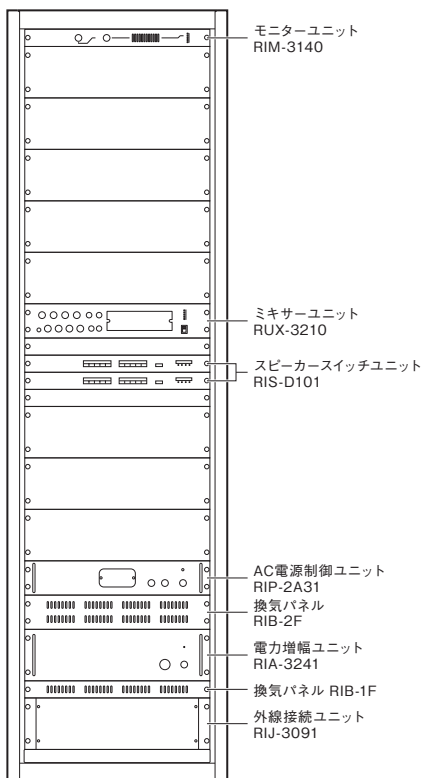 モニターユニット
RIM-3140
ミキサーユニット
RUX-3210
スピーカースイッチユニット
RIS-D101
AC電源制御ユニット
RIP-2A31
換気パネル
RIB-2F
電力増幅ユニット
RIA-3241
換気パネル RIB-1F
外線接続ユニット
RIJ-3091